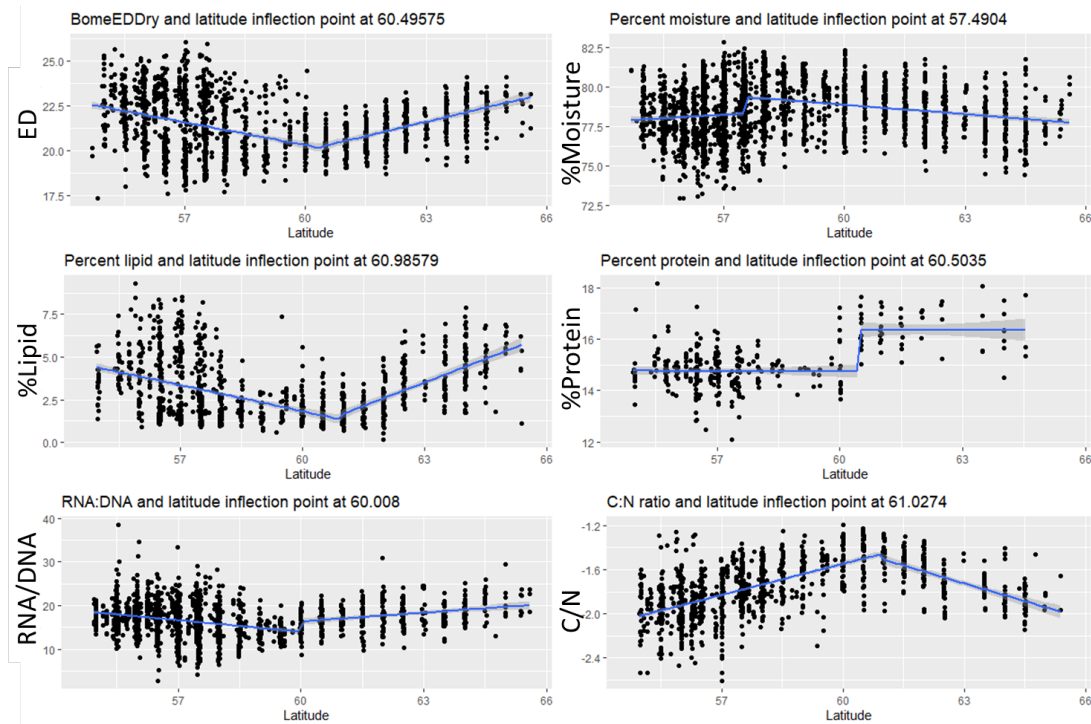 BomeEDDry and latitude inflection point at 60.49575
ED
25.0
22.5
20.0
17.5
57
60
63
66
Latitude
Percent moisture and latitude inflection point at 57.4904
%Moisture
82.5
80.0
77.5
75.0
72.5
57
60
63
66
Latitude
Percent lipid and latitude inflection point at 60.98579
%Lipid
7.5
5.0
2.5
0.0
57
60
63
66
Latitude
Percent protein and latitude inflection point at 60.5035
%Protein
18
16
14
12
57
60
63
66
Latitude
RNA:DNA and latitude inflection point at 60.008
RNA/DNA
40
30
20
10
57
60
63
66
Latitude
C:N ratio and latitude inflection point at 61.0274
C/N
-1.2
-1.6
-2.0
-2.4
57
60
63
66
Latitude